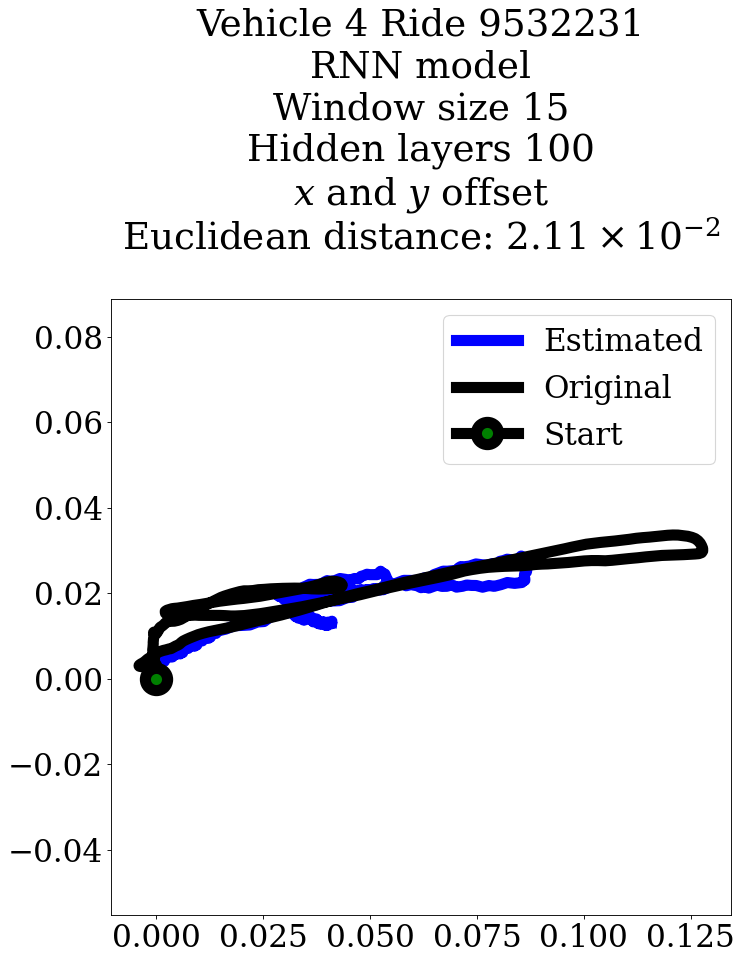 Vehicle 4 Ride 9532231
RNN model
Window size 15
Hidden layers 100
x and y offset
Euclidean distance: 2.11 × 10⁻²
Estimated
Original
Start
0.08
0.06
0.04
0.02
0.00
−0.02
−0.04
0.000 0.025 0.050 0.075 0.100 0.125